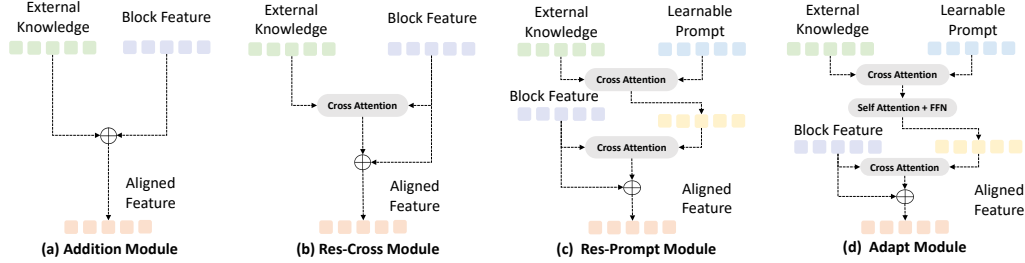 External
Knowledge
Block Feature
Aligned
Feature
(a) Addition Module
External
Knowledge
Block Feature
Cross Attention
Aligned
Feature
(b) Res-Cross Module
External
Knowledge
Learnable
Prompt
Cross Attention
Block Feature
Cross Attention
Aligned
Feature
(c) Res-Prompt Module
External
Knowledge
Learnable
Prompt
Cross Attention
Self Attention + FFN
Block Feature
Cross Attention
Aligned
Feature
(d) Adapt Module